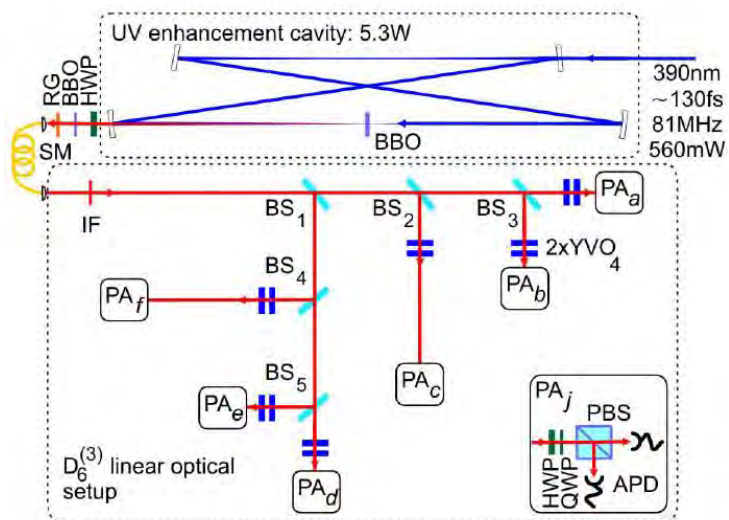 UV enhancement cavity: 5.3W
390nm
~130fs
81MHz
560mW
RG
BBO
HWP
SM
BBO
IF
BS1
BS2
BS3
PAa
2xYVO4
PAb
BS4
PAf
PAc
BS5
PAe
PAd
D6(3) linear optical
setup
PAj
PBS
HWP
QWP
APD